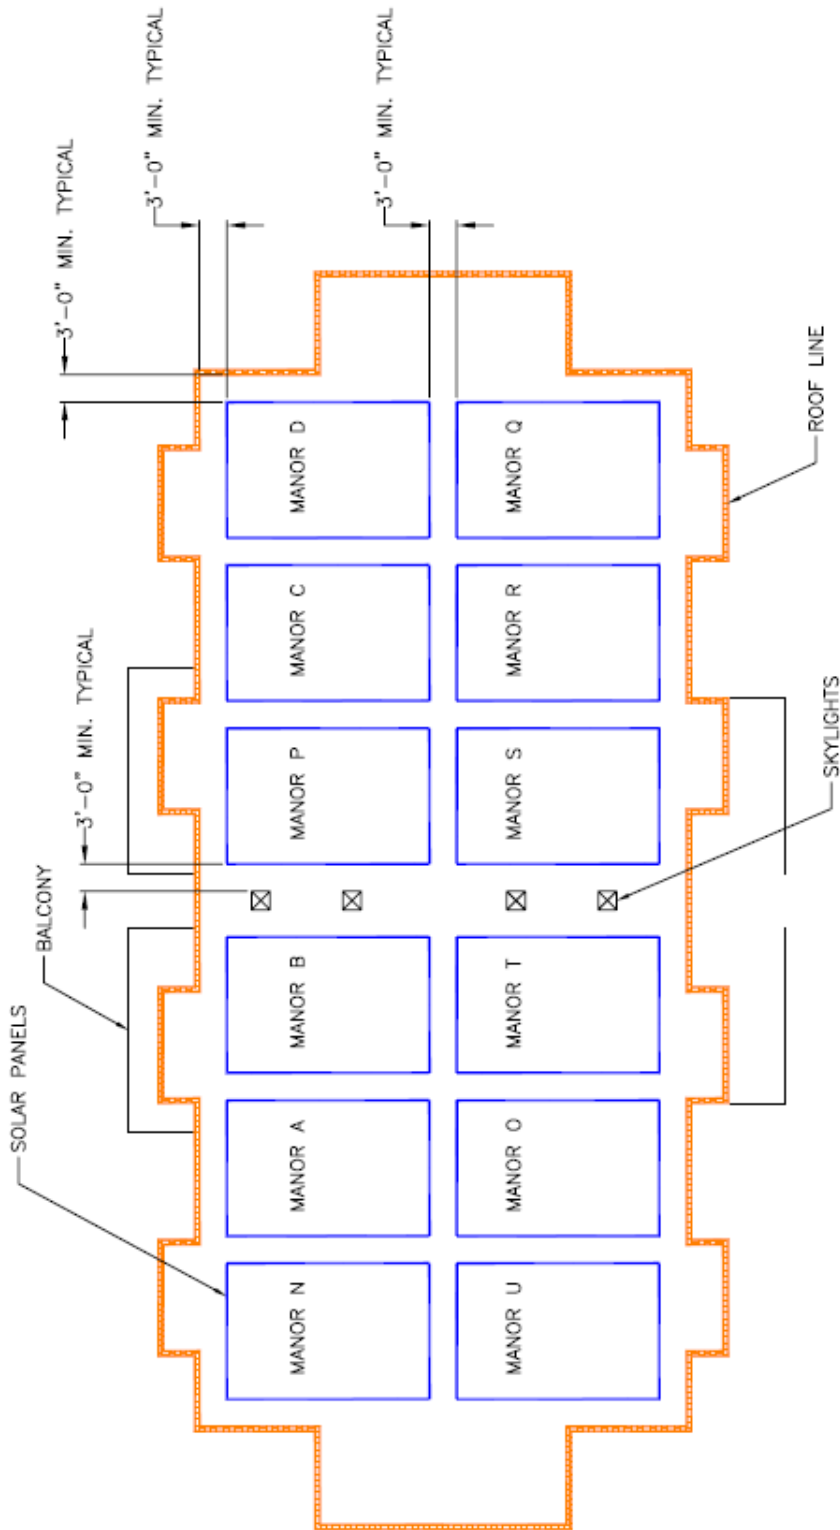 SOLAR PANELS
BALCONY
3'-0" MIN. TYPICAL
3'-0" MIN. TYPICAL
3'-0" MIN. TYPICAL
3'-0" MIN. TYPICAL
MANOR N
MANOR A
MANOR B
MANOR P
MANOR C
MANOR D
MANOR U
MANOR O
MANOR T
MANOR S
MANOR R
MANOR Q
SKYLIGHTS
ROOF LINE